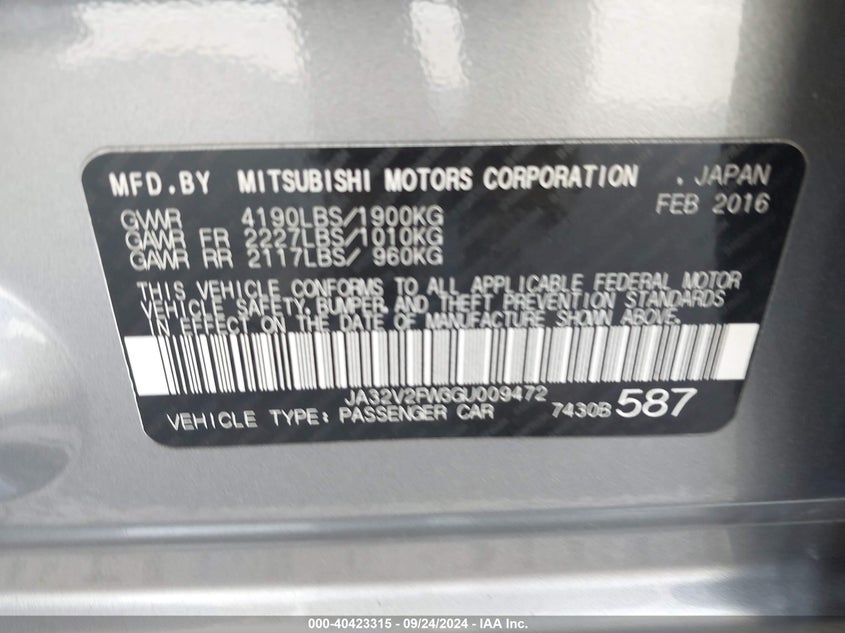 MFD.BY MITSUBISHI MOTORS CORPORATION . JAPAN
FEB 2016
GVWR 4190LBS/1900KG
GAWR FR 2227LBS/1010KG
GAWR RR 2117LBS/ 960KG
THIS VEHICLE CONFORMS TO ALL APPLICABLE FEDERAL MOTOR
VEHICLE SAFETY, BUMPER, AND THEFT PREVENTION STANDARDS
IN EFFECT ON THE DATE OF MANUFACTURE SHOWN ABOVE.
JA32V2FW3GU009472
VEHICLE TYPE: PASSENGER CAR 7430B 587
000-40423315 - 09/24/2024 - IAA Inc.